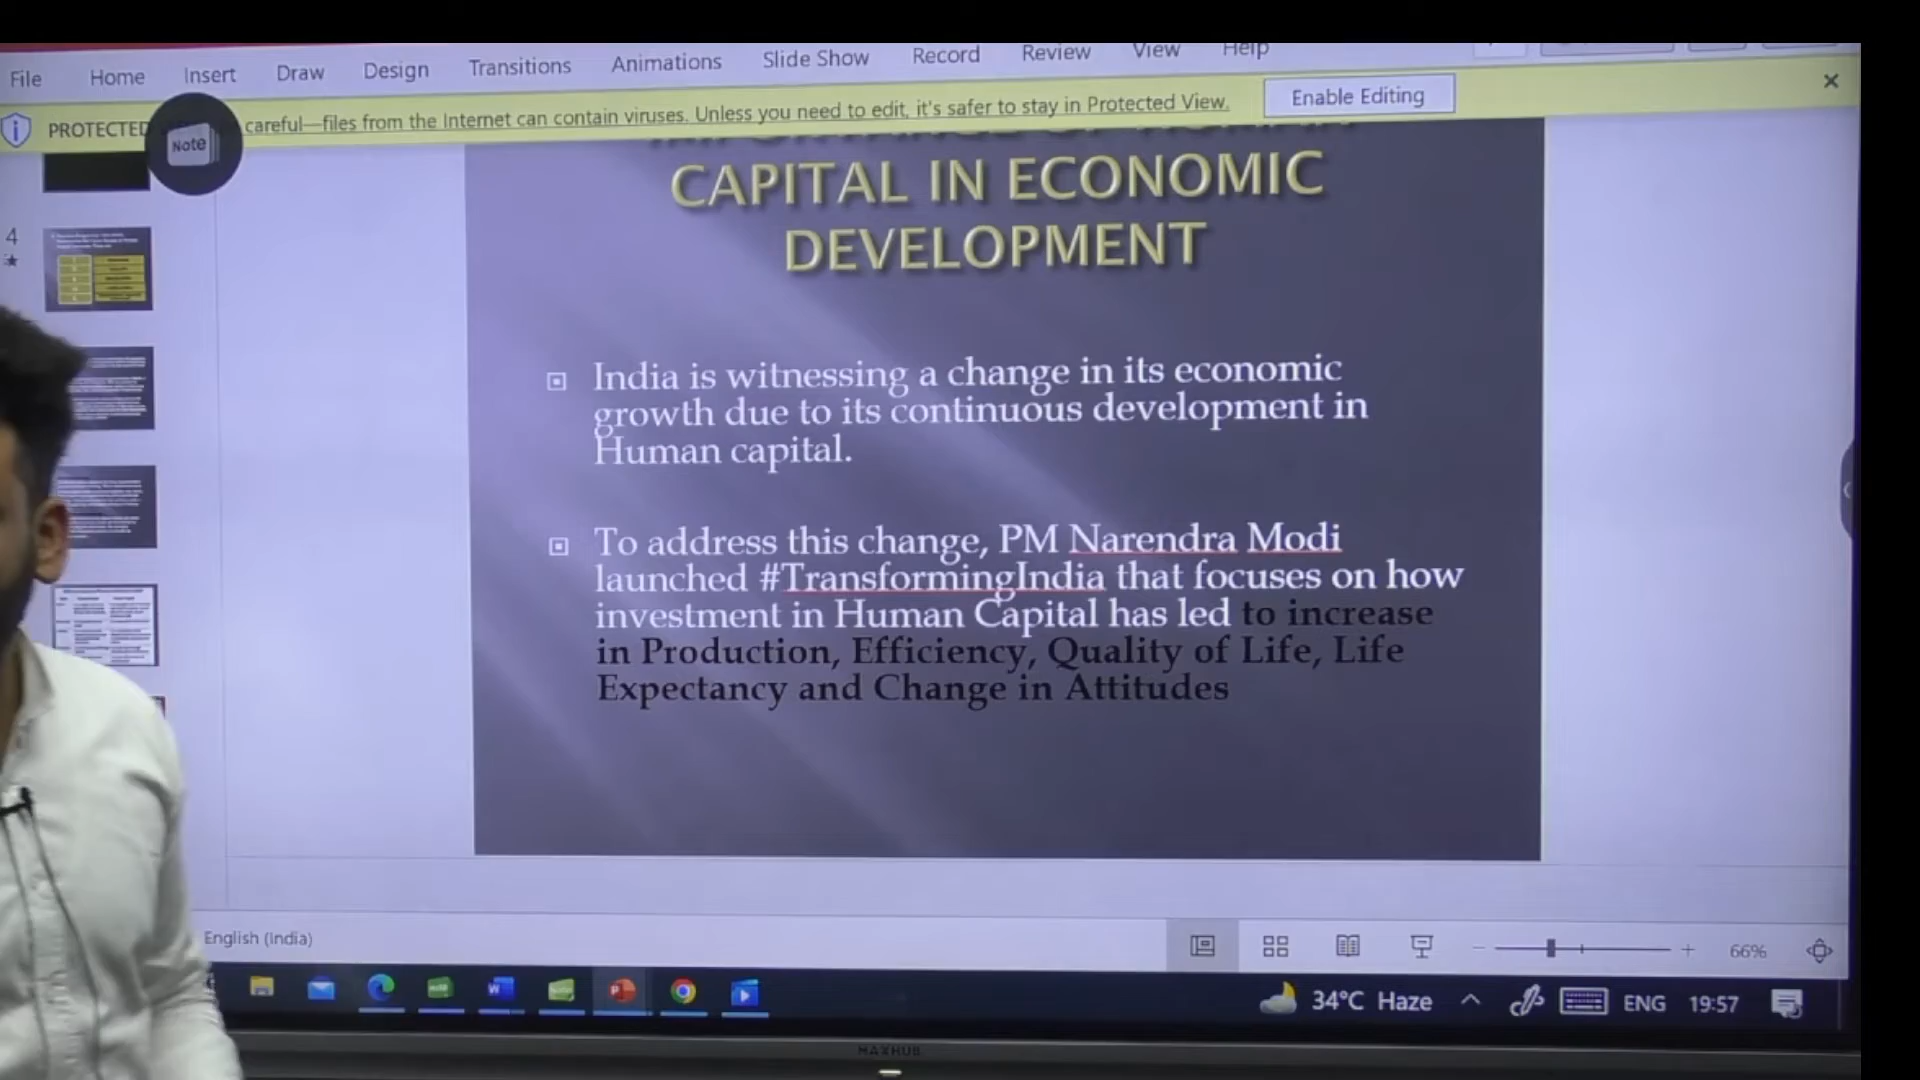 File Home Insert Draw Design Transitions Animations Slide Show Record Review View Help
PROTECTED careful—files from the Internet can contain viruses. Unless you need to edit, it's safer to stay in Protected View. Enable Editing
Note
CAPITAL IN ECONOMIC
DEVELOPMENT
4
India is witnessing a change in its economic
growth due to its continuous development in
Human capital.
To address this change, PM Narendra Modi
launched #TransformingIndia that focuses on how
investment in Human Capital has led to increase
in Production, Efficiency, Quality of Life, Life
Expectancy and Change in Attitudes
English (India)
66%
34°C Haze ENG 19:57
MAXHUB